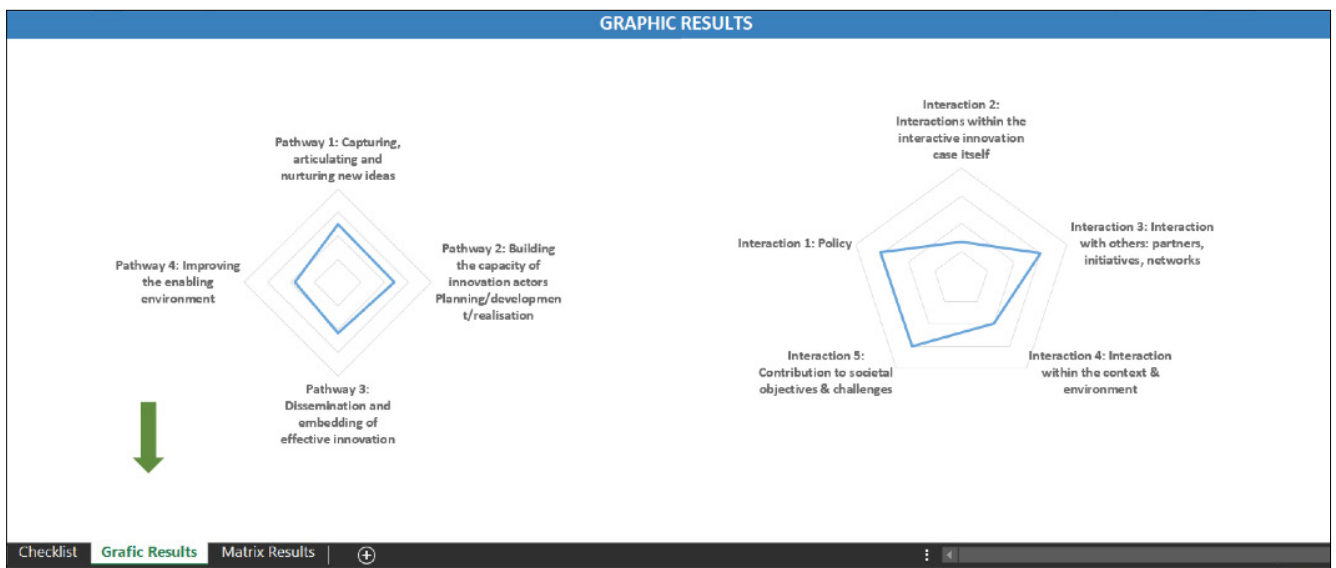 GRAPHIC RESULTS
Pathway 1: Capturing,
articulating and
nurturing new ideas
Pathway 2: Building
the capacity of
innovation actors
Planning/developmen
t/realisation
Pathway 3:
Dissemination and
embedding of
effective innovation
Pathway 4: Improving
the enabling
environment
Interaction 2:
Interactions within the
interactive innovation
case itself
Interaction 3: Interaction
with others: partners,
initiatives, networks
Interaction 4: Interaction
within the context &
environment
Interaction 5:
Contribution to societal
objectives & challenges
Interaction 1: Policy
Checklist
Grafic Results
Matrix Results